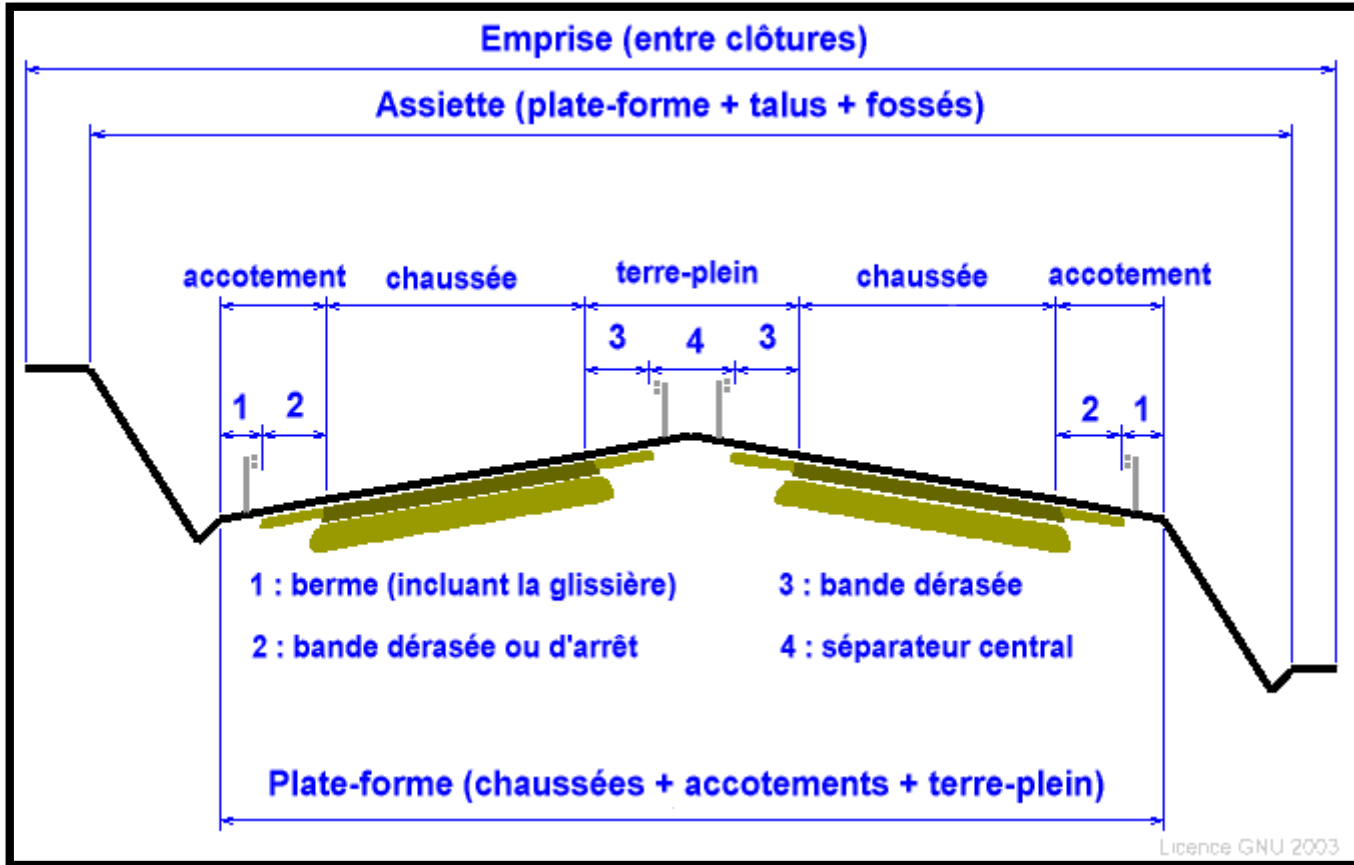 Emprise (entre clôtures)
Assiette (plate-forme + talus + fossés)
accotement
chaussée
terre-plein
chaussée
accotement
3
4
3
1
2
2
1
1 : berme (incluant la glissière)
3 : bande dérasée
2 : bande dérasée ou d'arrêt
4 : séparateur central
Plate-forme (chaussées + accotements + terre-plein)
Licence GNU 2003